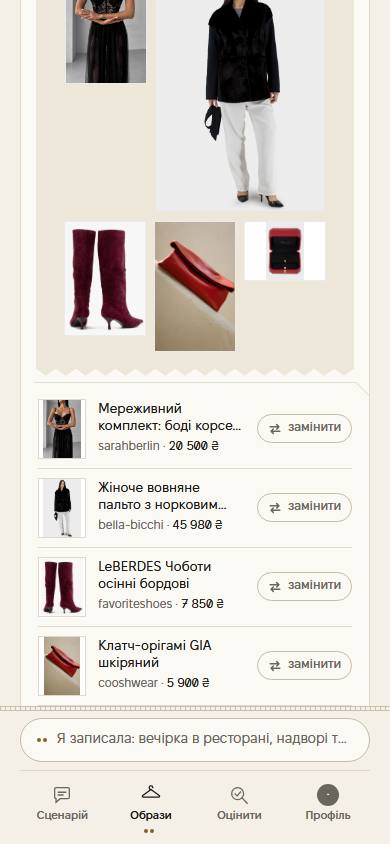 Мереживний
комплект: боді корсе...
sarahberlin · 20 500 ₴
замінити
Жіноче вовняне
пальто з норковим...
bella-bicchi · 45 980 ₴
замінити
LeBERDES Чоботи
осінні бордові
favoriteshoes · 7 850 ₴
замінити
Клатч-орігамі GIA
шкіряний
cooshwear · 5 900 ₴
замінити
Я записала: вечірка в ресторані, надворі т...
Сценарій
Образи
Оцінити
Профіль